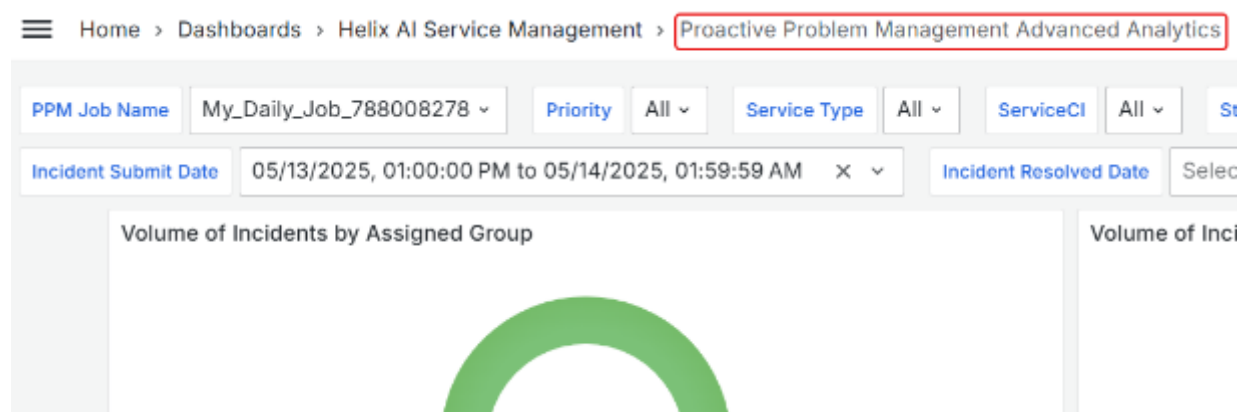 Home > Dashboards > Helix AI Service Management > Proactive Problem Management Advanced Analytics
PPM Job Name My_Daily_Job_788008278 Priority All Service Type All ServiceCI All
Incident Submit Date 05/13/2025, 01:00:00 PM to 05/14/2025, 01:59:59 AM Incident Resolved Date
Volume of Incidents by Assigned Group Volume of